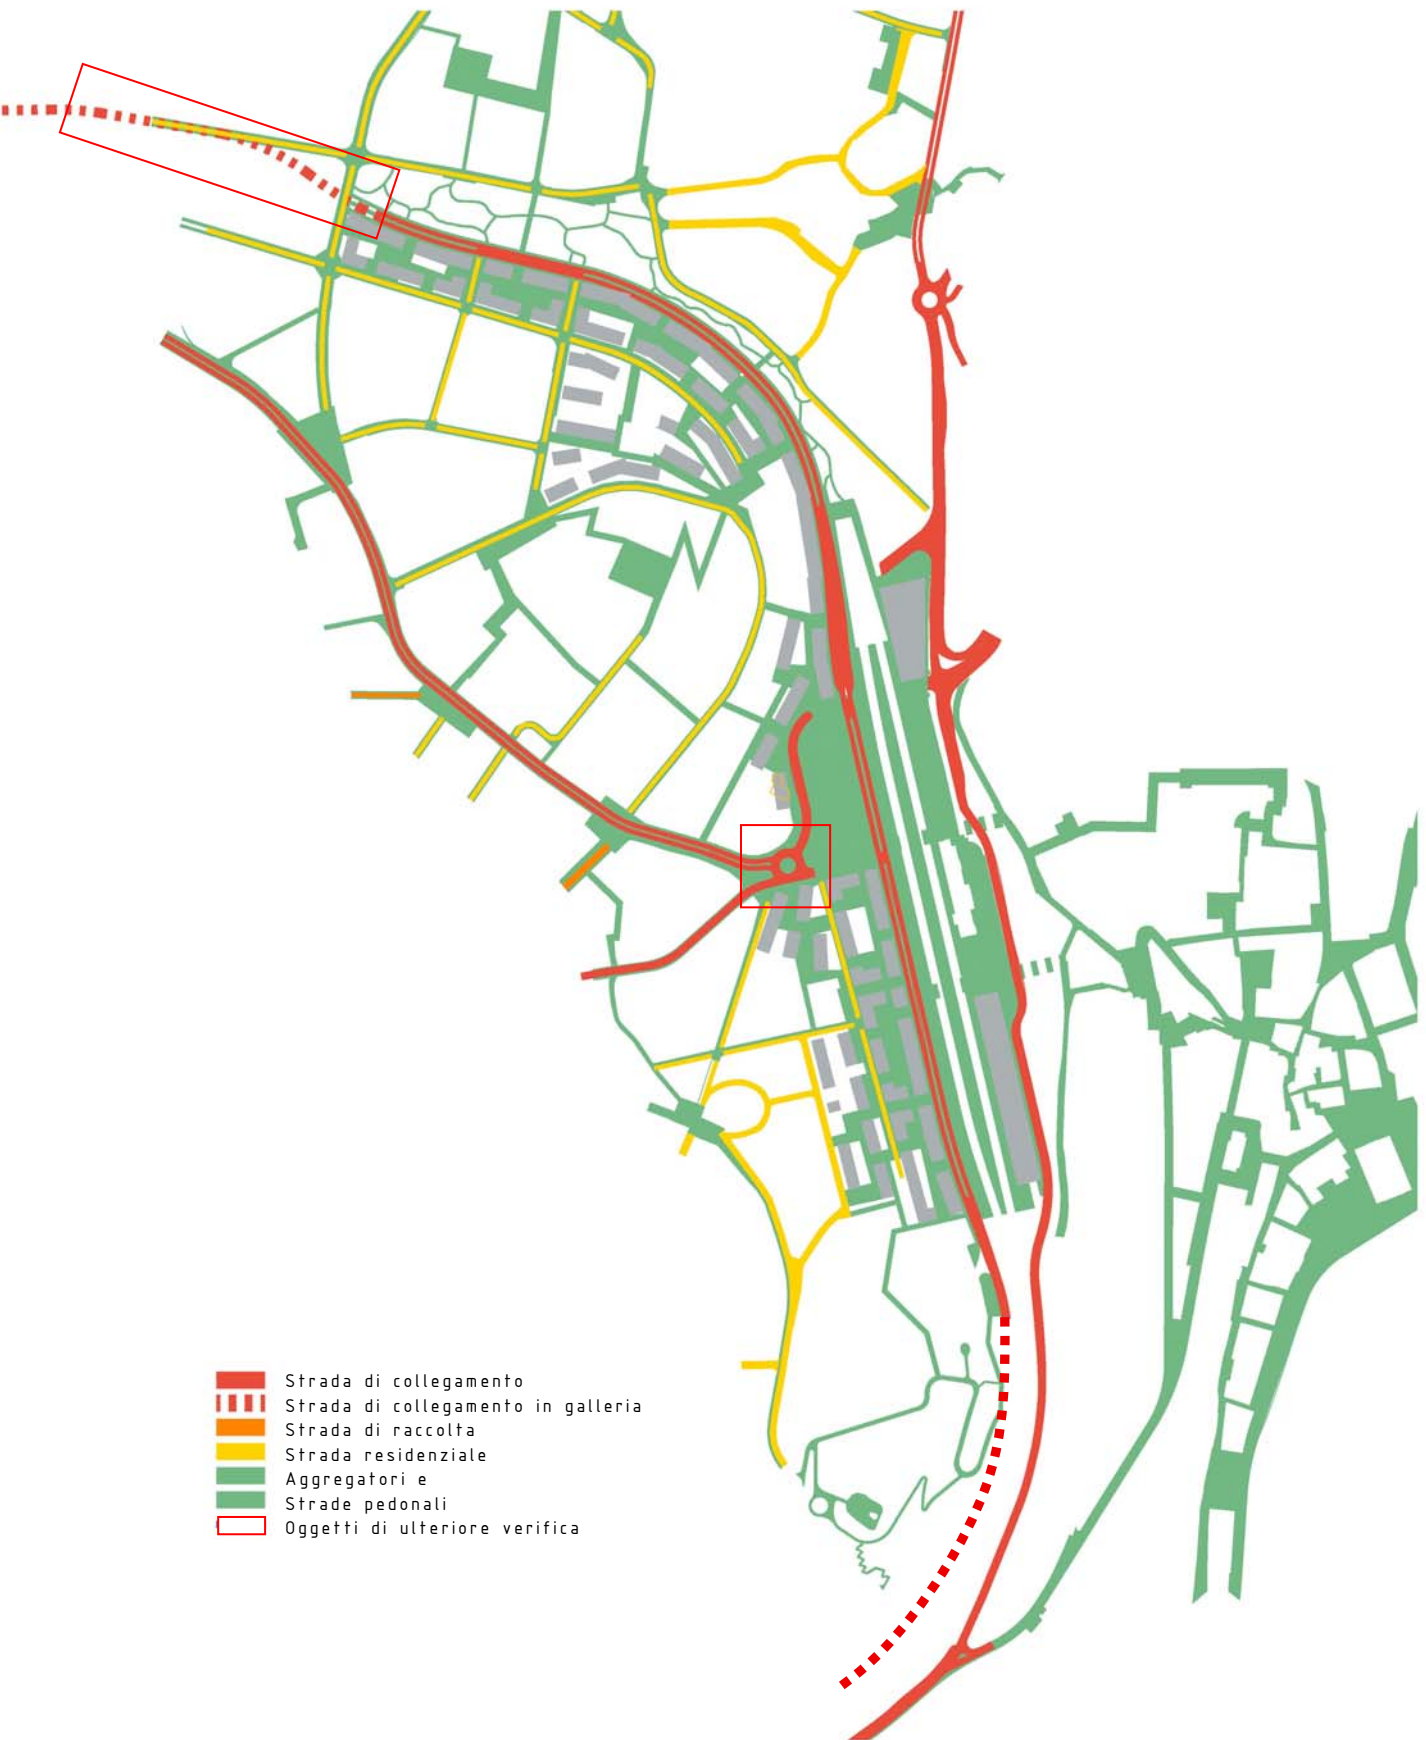 Strada di collegamento
Strada di collegamento in galleria
Strada di raccolta
Strada residenziale
Aggregatori e
Strade pedonali
Oggetti di ulteriore verifica